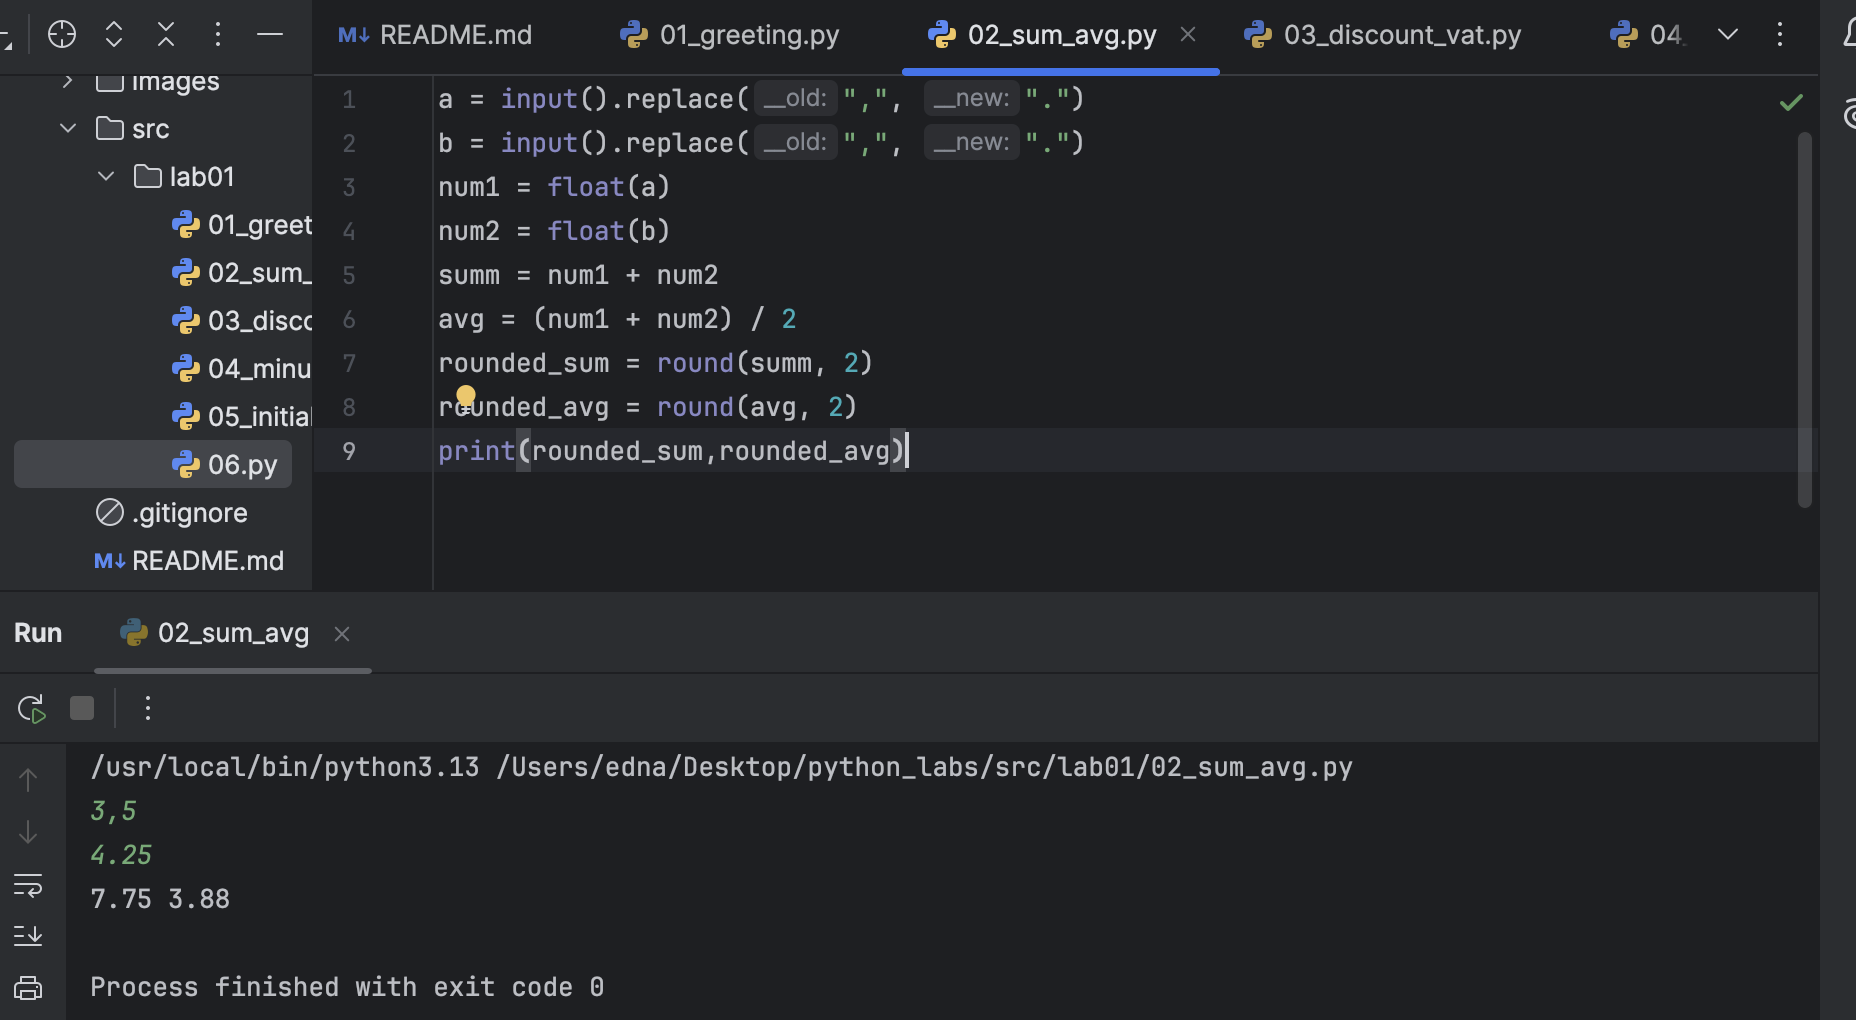 README.md
01_greeting.py
02_sum_avg.py
03_discount_vat.py
04
images
src
lab01
01_greet
02_sum_
03_disco
04_minu
05_initial
06.py
.gitignore
M↓ README.md
1 a = input().replace(__old: ",", __new: ".")
2 b = input().replace(__old: ",", __new: ".")
3 num1 = float(a)
4 num2 = float(b)
5 summ = num1 + num2
6 avg = (num1 + num2) / 2
7 rounded_sum = round(summ, 2)
8 rounded_avg = round(avg, 2)
9 print(rounded_sum,rounded_avg)
Run 02_sum_avg
/usr/local/bin/python3.13 /Users/edna/Desktop/python_labs/src/lab01/02_sum_avg.py
3,5
4.25
7.75 3.88
Process finished with exit code 0